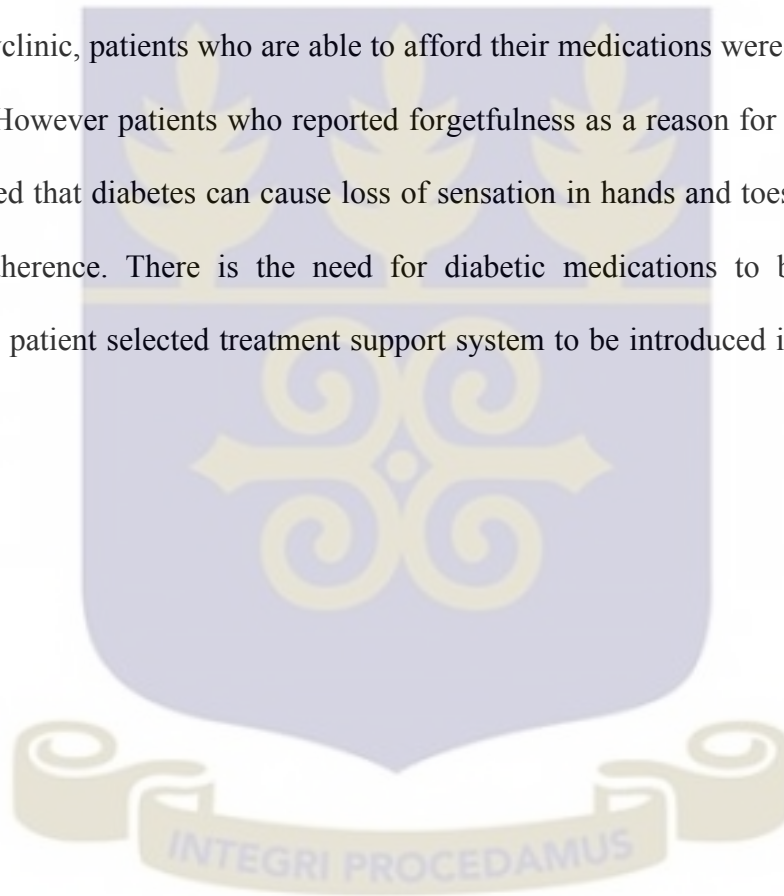 clinic, patients who are able to afford their medications were
However patients who reported forgetfulness as a reason for
ed that diabetes can cause loss of sensation in hands and toes
herence. There is the need for diabetic medications to b
patient selected treatment support system to be introduced i
INTEGRI PROCEDAMUS